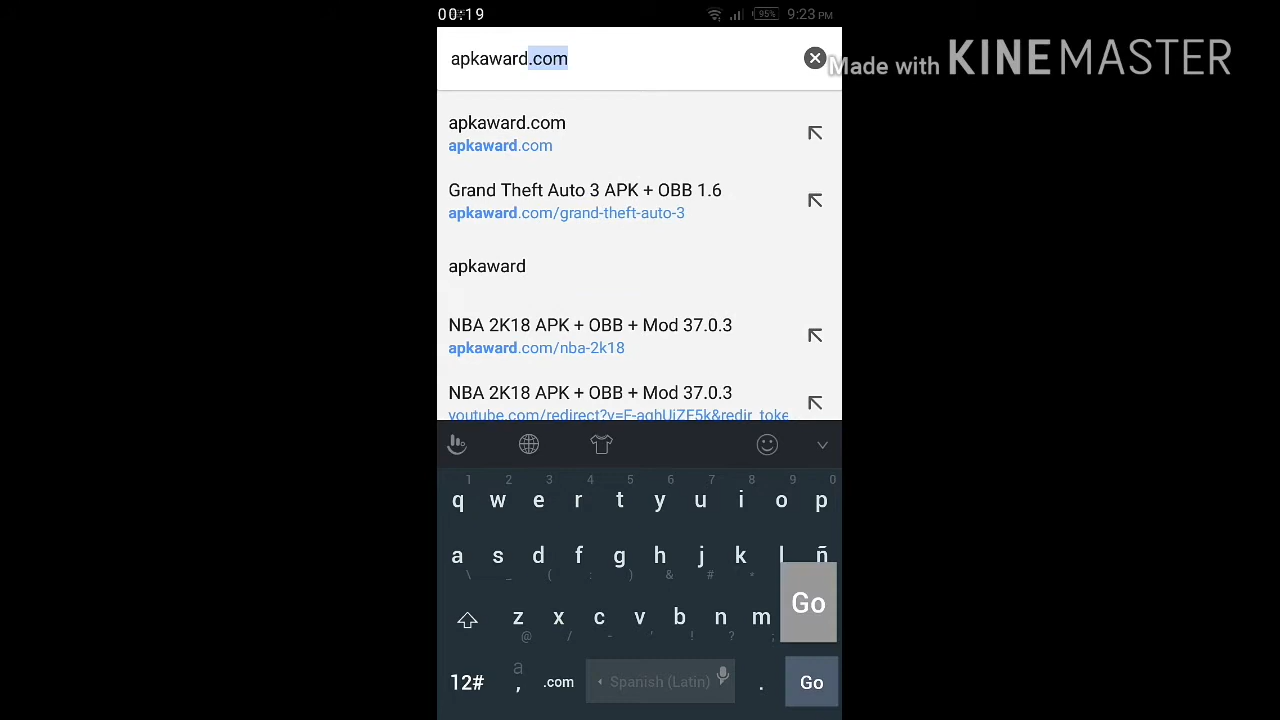 00:19
95%
9:23 PM
apkaward.com
Made with KINEMASTER
apkaward.com
apkaward.com
Grand Theft Auto 3 APK + OBB 1.6
apkaward.com/grand-theft-auto-3
apkaward
NBA 2K18 APK + OBB + Mod 37.0.3
apkaward.com/nba-2k18
NBA 2K18 APK + OBB + Mod 37.0.3
1 2 3 4 5 6 7 8 9 0
q w e r t y u i o p
a s d f g h j k l ñ
\ _ ( : ) & # *
Go
z x c v b n m
@ / - ' ! ? ;
a
12# , .com Spanish (Latin) . Go